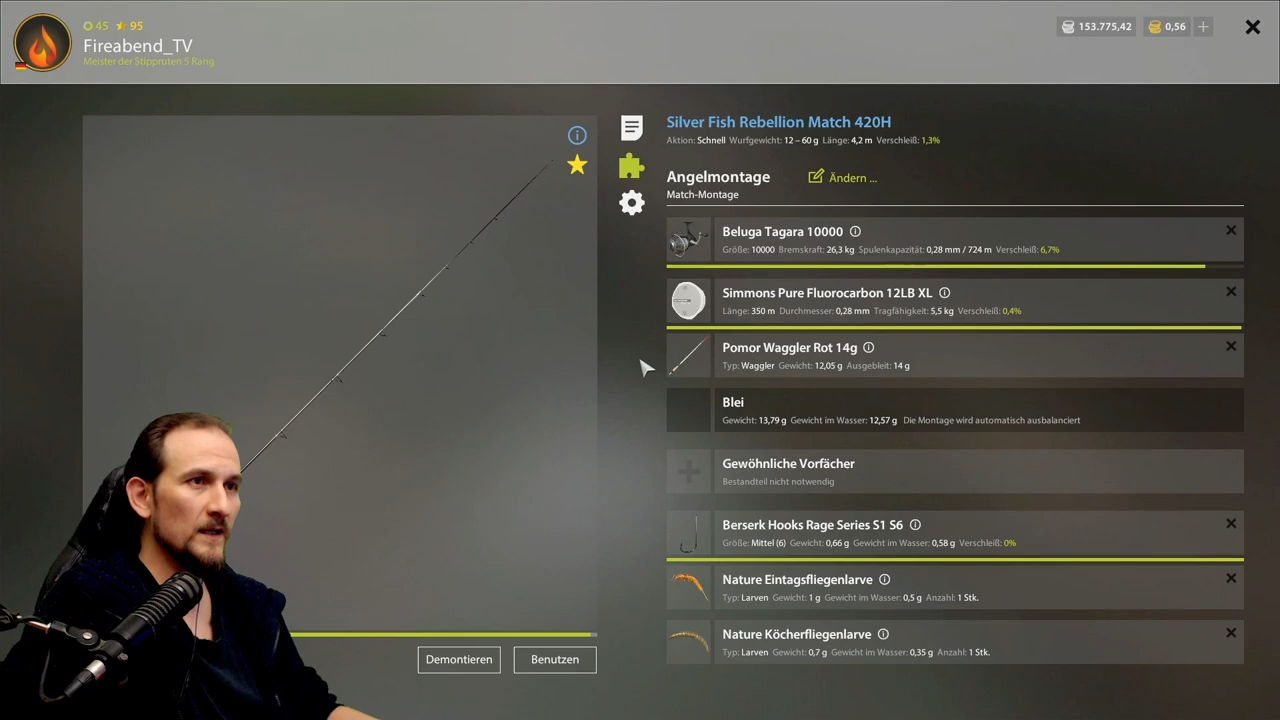 45 95
Fireabend_TV
Meister der Stippruten 5 Rang
153.775,42
0,56
Silver Fish Rebellion Match 420H
Aktion: Schnell Wurfgewicht: 12 – 60 g Länge: 4,2 m Verschleiß: 1,3%
Angelmontage
Ändern ...
Match-Montage
Beluga Tagara 10000
Größe: 10000 Bremskraft: 26,3 kg Spulenkapazität: 0,28 mm / 724 m Verschleiß: 6,7%
Simmons Pure Fluorocarbon 12LB XL
Länge: 350 m Durchmesser: 0,28 mm Tragfähigkeit: 5,5 kg Verschleiß: 0,4%
Pomor Waggler Rot 14g
Typ: Waggler Gewicht: 12,05 g Ausgebleit: 14 g
Blei
Gewicht: 13,79 g Gewicht im Wasser: 12,57 g Die Montage wird automatisch ausbalanciert
Gewöhnliche Vorfächer
Bestandteil nicht notwendig
Berserk Hooks Rage Series S1 S6
Größe: Mittel (6) Gewicht: 0,66 g Gewicht im Wasser: 0,58 g Verschleiß: 0%
Nature Eintagsfliegenlarve
Typ: Larven Gewicht: 1 g Gewicht im Wasser: 0,5 g Anzahl: 1 Stk.
Nature Köcherfliegenlarve
Typ: Larven Gewicht: 0,7 g Gewicht im Wasser: 0,35 g Anzahl: 1 Stk.
Demontieren
Benutzen